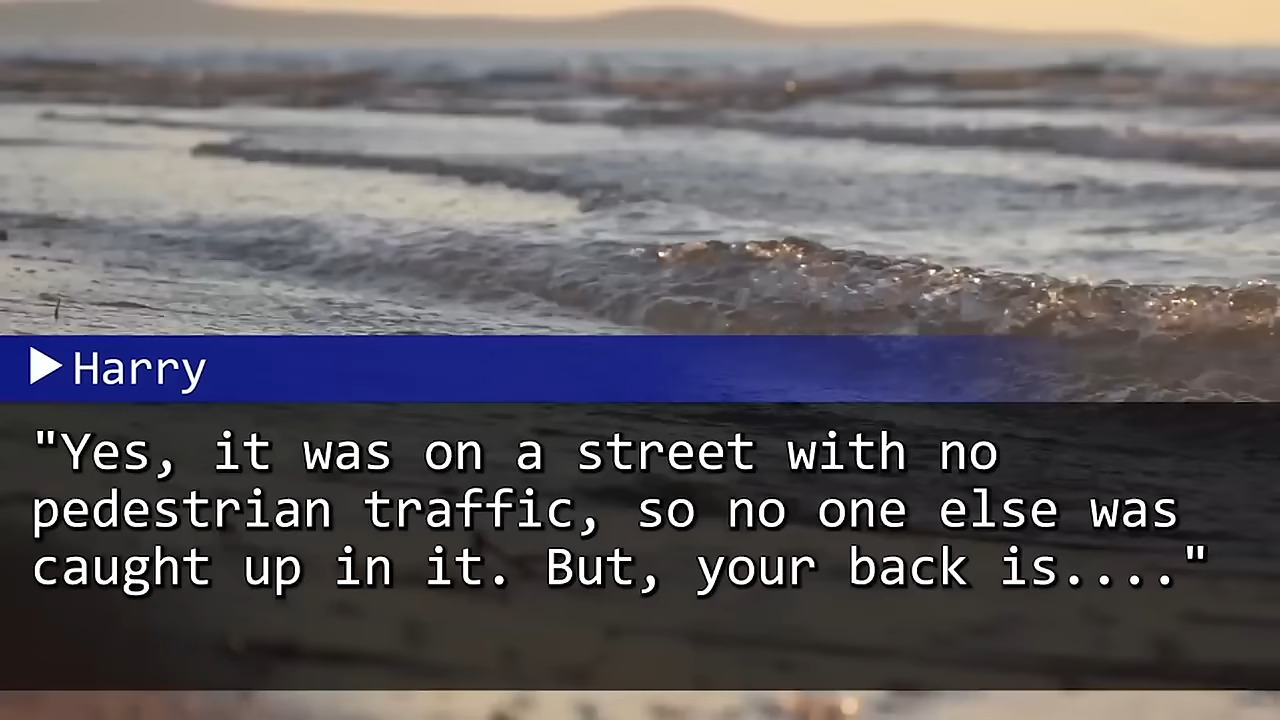 Harry
"Yes, it was on a street with no
pedestrian traffic, so no one else was
caught up in it. But, your back is...."